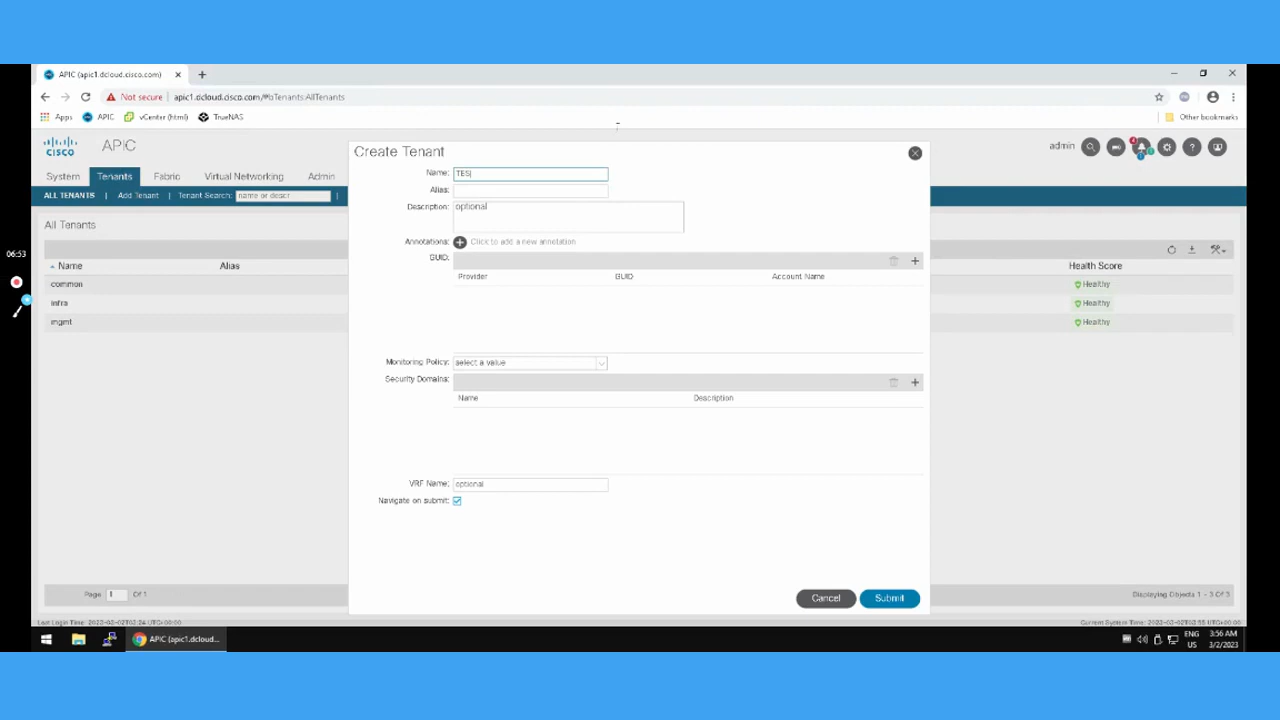 APIC (apic1.dcloud.cisco.com)
Not secure | apic1.dcloud.cisco.com/#bTenants:AllTenants
Apps APIC vCenter (html) TrueNAS Other bookmarks
CISCO APIC admin
System Tenants Fabric Virtual Networking Admin
ALL TENANTS | Add Tenant | Tenant Search: name or descr |
All Tenants
Name Alias Health Score
common Healthy
infra Healthy
mgmt Healthy
Create Tenant
Name: TES
Alias:
Description: optional
Annotations: Click to add a new annotation
GUID:
Provider GUID Account Name
Monitoring Policy: select a value
Security Domains:
Name Description
VRF Name: optional
Navigate on submit:
Cancel Submit
06:53
Page 1 Of 1 Displaying Objects 1 - 3 Of 3
APIC (apic1.dcloud...
ENG
US
3:56 AM
3/2/2023